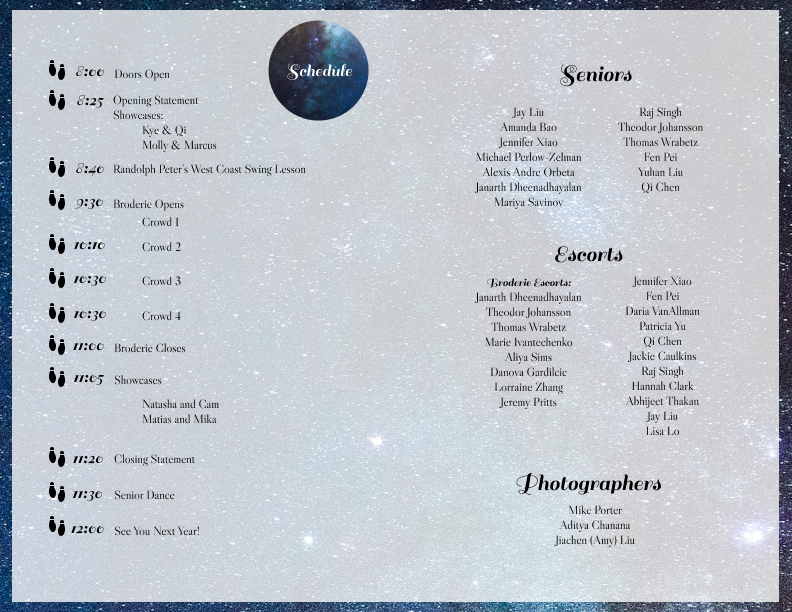 Schedule
8:00 Doors Open
8:25 Opening Statement
Showcases:
Kye & Qi
Molly & Marcus
8:40 Randolph Peter's West Coast Swing Lesson
9:30 Broderie Opens
Crowd 1
10:10 Crowd 2
10:30 Crowd 3
10:30 Crowd 4
11:00 Broderie Closes
11:05 Showcases
Natasha and Cam
Matias and Mika
11:20 Closing Statement
11:30 Senior Dance
12:00 See You Next Year!
Seniors
Jay Liu
Amanda Bao
Jennifer Xiao
Michael Perlow-Zelman
Alexis Andre Orbeta
Janarth Dheenadhayalan
Mariya Savinov
Raj Singh
Theodor Johansson
Thomas Wrabetz
Fen Pei
Yuhan Liu
Qi Chen
Escorts
Broderie Escorts:
Janarth Dheenadhayalan
Theodor Johansson
Thomas Wrabetz
Marie Ivantechenko
Aliya Sims
Danova Gardilcic
Lorraine Zhang
Jeremy Pritts
Jennifer Xiao
Fen Pei
Daria VanAllman
Patricia Yu
Qi Chen
Jackie Caulkins
Raj Singh
Hannah Clark
Abhijeet Thakan
Jay Liu
Lisa Lo
Photographers
Mike Porter
Aditya Chanana
Jiachen (Amy) Liu